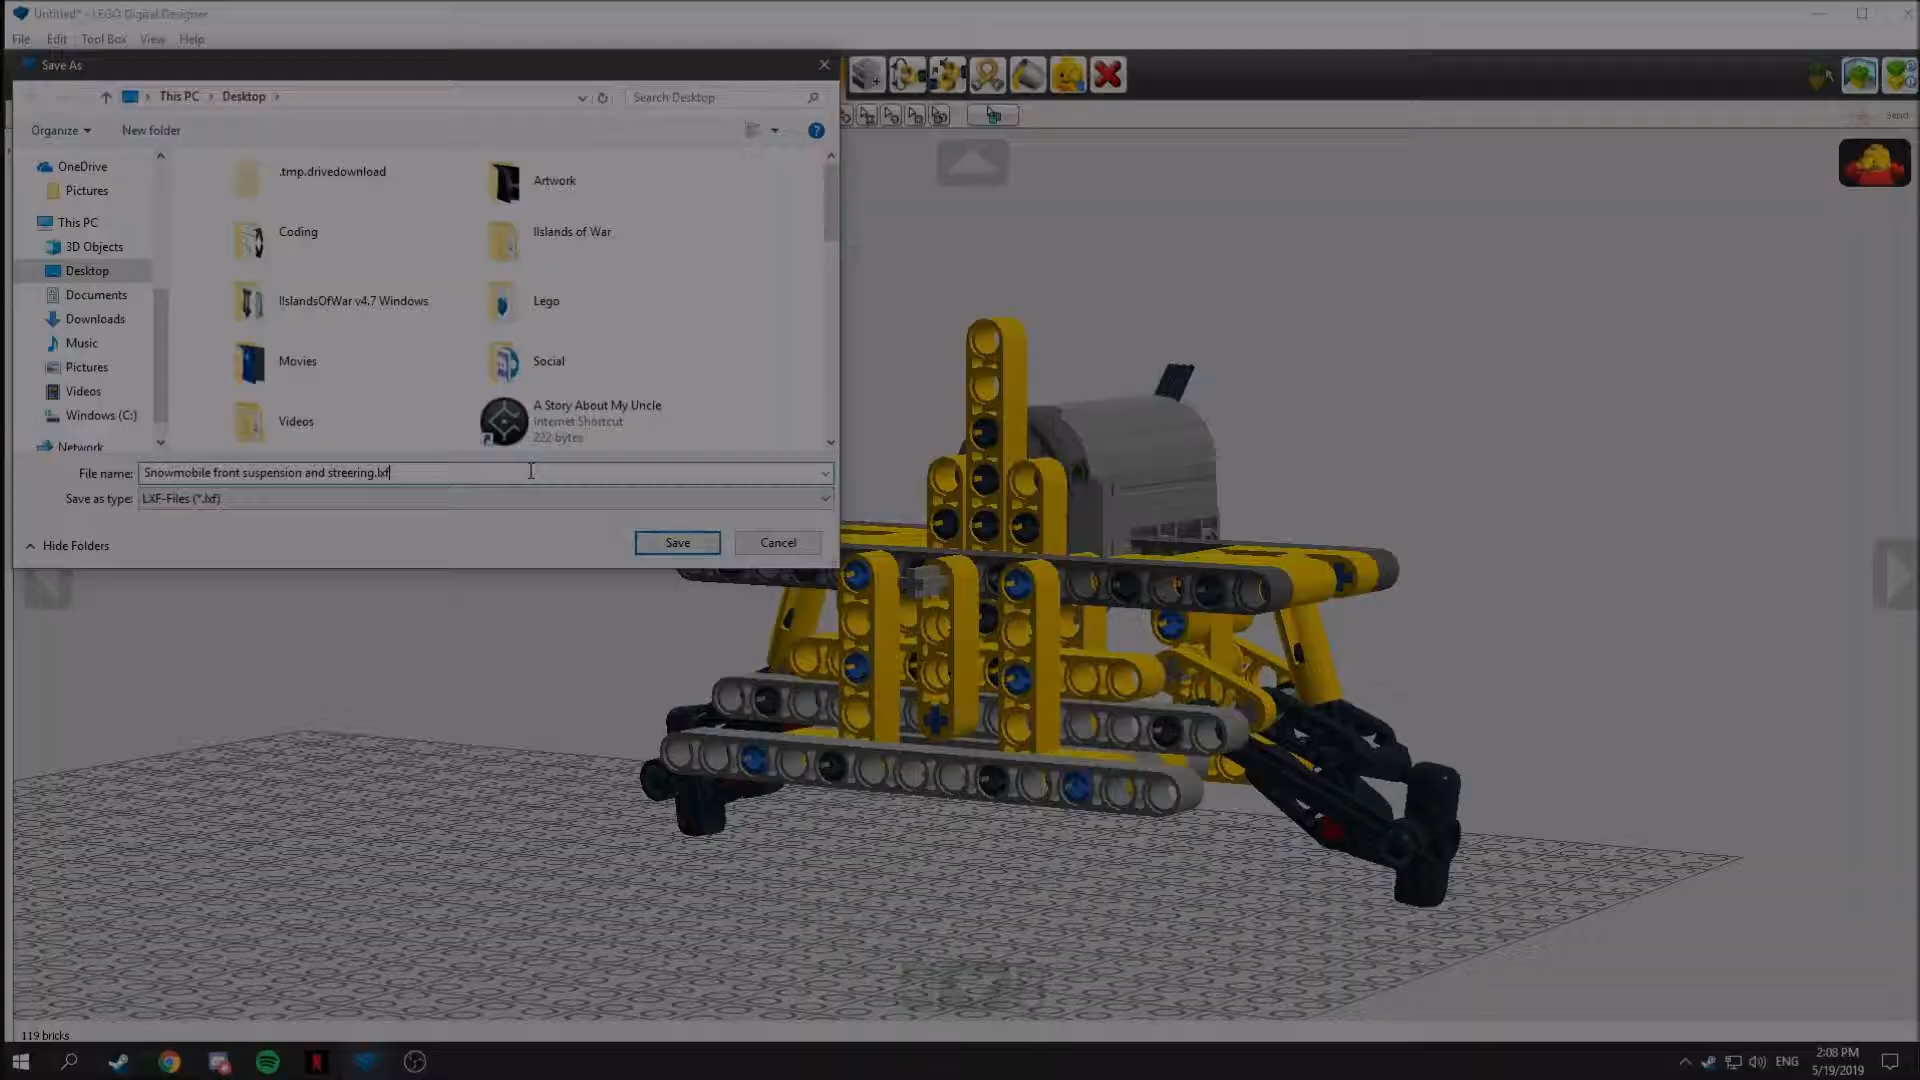 Untitled* - LEGO Digital Designer
File Edit Tool Box View Help
Save As
This PC Desktop
Search Desktop
Organize New folder
Send
OneDrive
Pictures
This PC
3D Objects
Desktop
Documents
Downloads
Music
Pictures
Videos
Windows (C:)
Network
.tmp.drivedownload
Artwork
Coding
IIslands of War
IIslandsOfWar v4.7 Windows
Lego
Movies
Social
Videos
A Story About My Uncle
Internet Shortcut
222 bytes
File name: Snowmobile front suspension and streering.lxf
Save as type: LXF-Files (*.lxf)
Hide Folders
Save Cancel
119 bricks
ENG
2:08 PM
5/19/2019